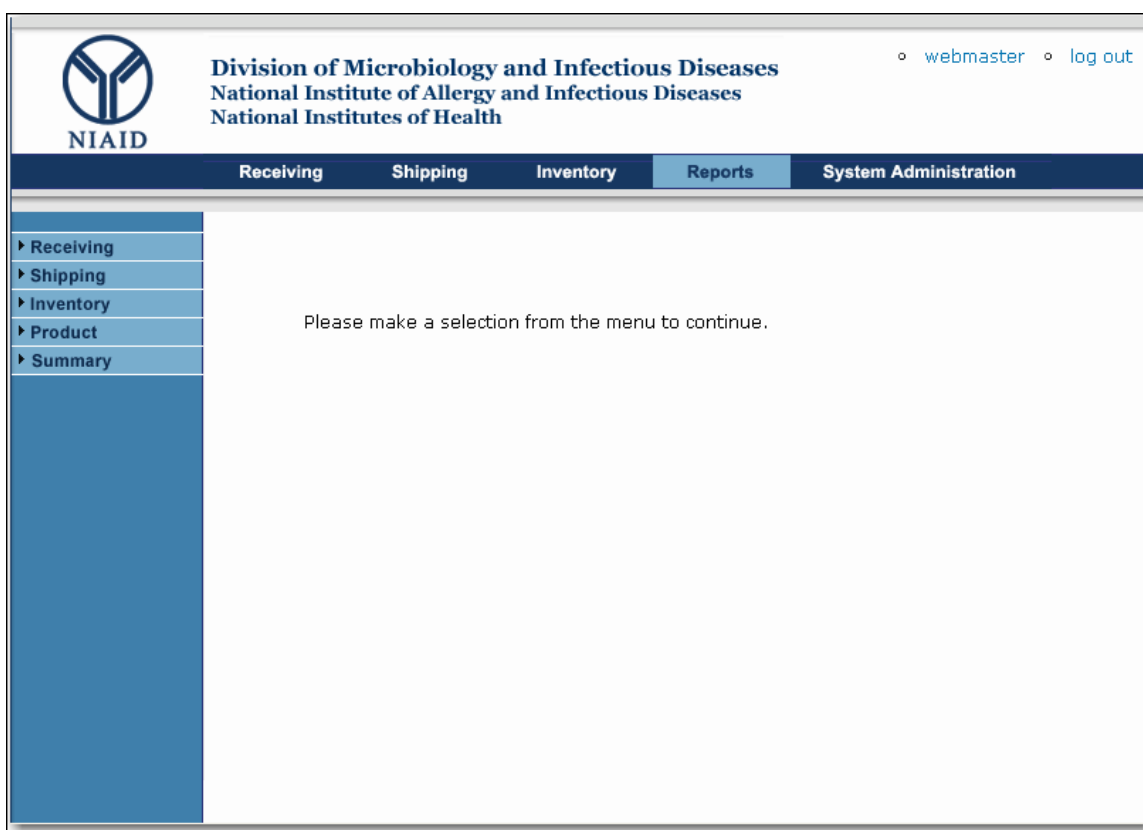 webmaster log out
Division of Microbiology and Infectious Diseases
National Institute of Allergy and Infectious Diseases
National Institutes of Health
NIAID
Receiving Shipping Inventory Reports System Administration
Receiving
Shipping
Inventory
Product
Summary
Please make a selection from the menu to continue.